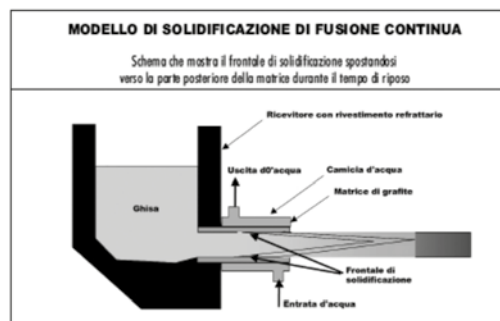 MODELLO DI SOLIDIFICAZIONE DI FUSIONE CONTINUA
Schema che mostra il frontale di solidificazione spostandosi
verso la parte posteriore della matrice durante il tempo di riposo
Ricevitore con rivestimento refrattario
Uscita d0'acqua
Camicia d'acqua
Matrice di grafite
Ghisa
Frontale di
solidificazione
Entrata d'acqua